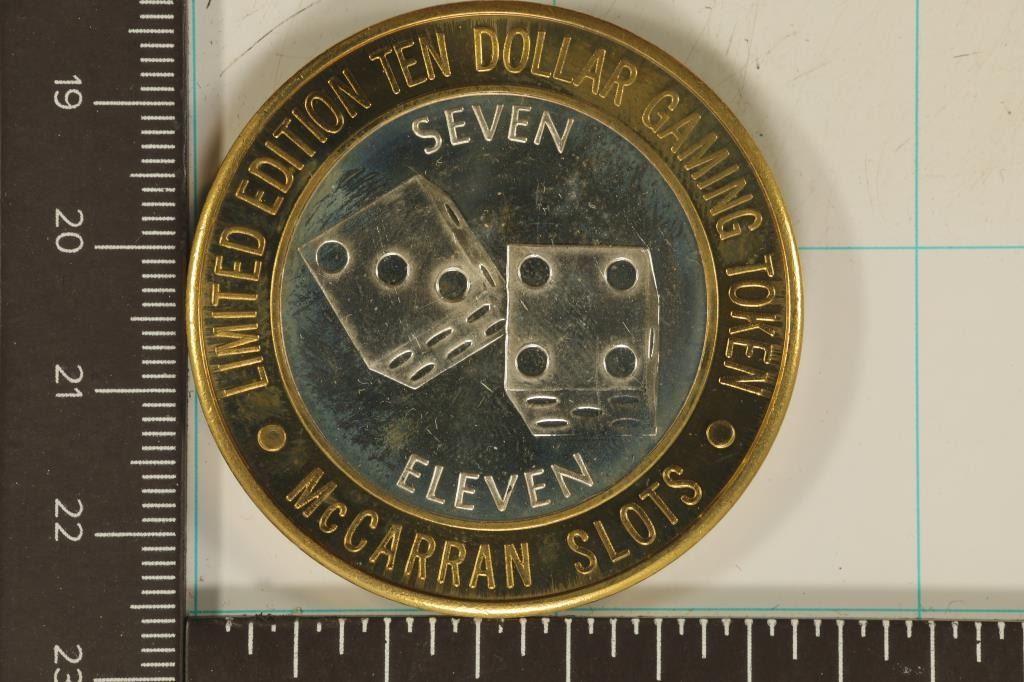 LIMITED EDITION TEN DOLLAR GAMING TOKEN
SEVEN
ELEVEN
McCARRAN SLOTS
19
20
21
22
23